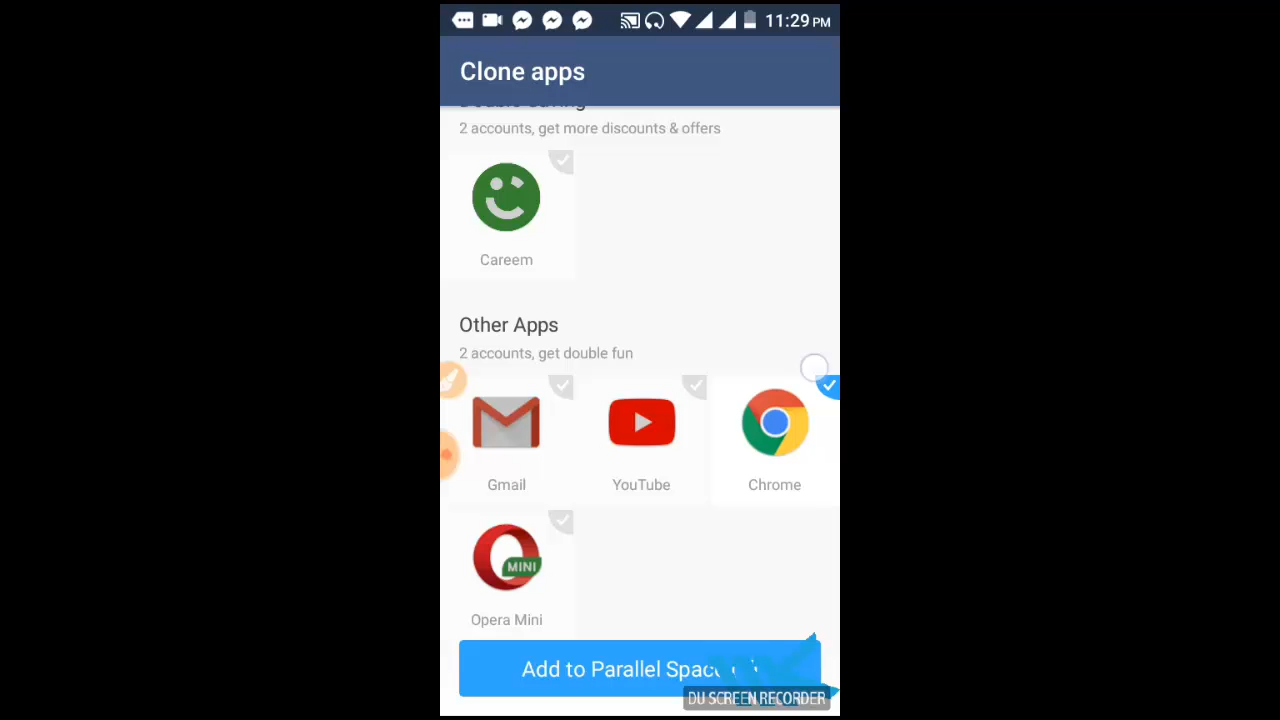 11:29 PM
Clone apps
2 accounts, get more discounts & offers
Careem
Other Apps
2 accounts, get double fun
Gmail
YouTube
Chrome
MINI
Opera Mini
Add to Parallel Space
DU SCREEN RECORDER